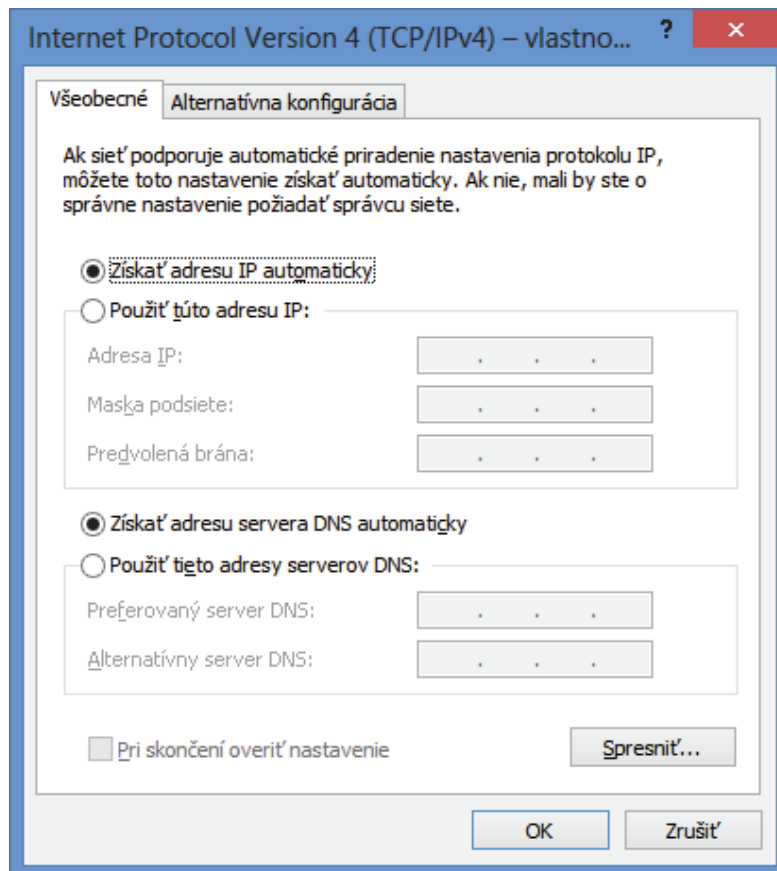 Internet Protocol Version 4 (TCP/IPv4) – vlastno...
?
Všeobecné
Alternatívna konfigurácia
Ak sieť podporuje automatické priradenie nastavenia protokolu IP,
môžete toto nastavenie získať automaticky. Ak nie, mali by ste o
správne nastavenie požiadať správcu siete.
Získať adresu IP automaticky
Použiť túto adresu IP:
Adresa IP:
Maska podsiete:
Predvolená brána:
Získať adresu servera DNS automaticky
Použiť tieto adresy serverov DNS:
Preferovaný server DNS:
Alternatívny server DNS:
Pri skončení overiť nastavenie
Spresniť...
OK
Zrušiť